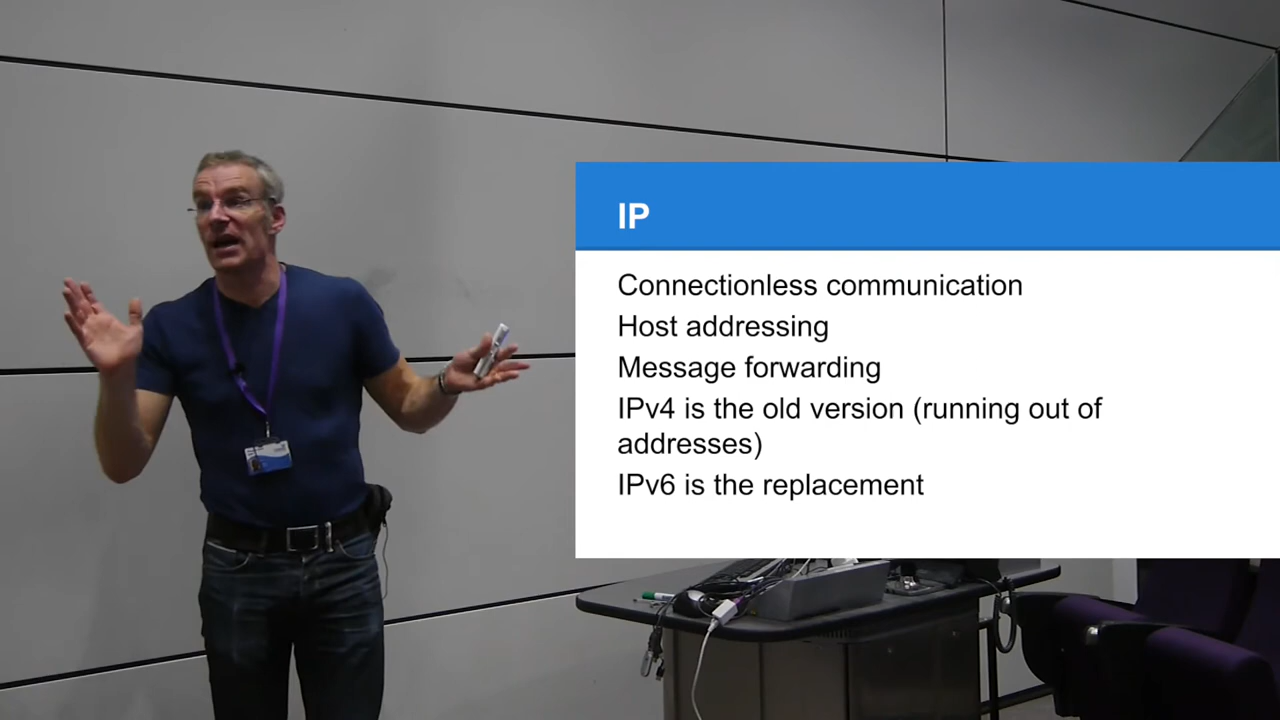 IP
Connectionless communication
Host addressing
Message forwarding
IPv4 is the old version (running out of
addresses)
IPv6 is the replacement